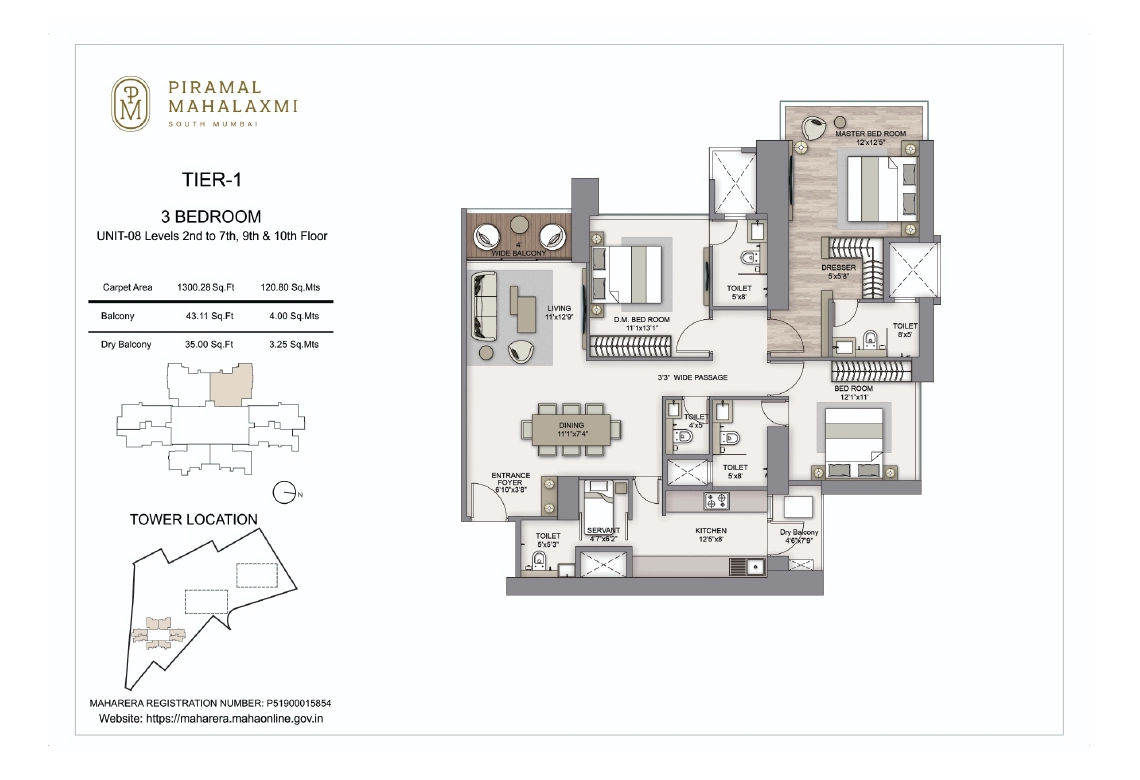 PM
PIRAMAL
MAHALAXMI
SOUTH MUMBAI
TIER-1
3 BEDROOM
UNIT-08 Levels 2nd to 7th, 9th & 10th Floor
Carpet Area 1300.28 Sq.Ft 120.80 Sq.Mts
Balcony 43.11 Sq.Ft 4.00 Sq.Mts
Dry Balcony 35.00 Sq.Ft 3.25 Sq.Mts
N
TOWER LOCATION
MAHARERA REGISTRATION NUMBER: P51900015854
Website: https://maharera.mahaonline.gov.in
MASTER BED ROOM
12'x12'5"
4'
WIDE BALCONY
DRESSER
5'x5'8"
TOILET
5'x8'
LIVING
11'x12'9"
D.M. BED ROOM
11'1x13'1"
TOILET
8'x5'
3'3" WIDE PASSAGE
BED ROOM
12'1"x11'
TOILET
4'x5'
DINING
11'1"x7'4"
TOILET
5'x8'
ENTRANCE
FOYER
6'10"x3'8"
TOILET
5'x5'3"
SERVANT
4'7"x6'2"
KITCHEN
12'5"x8'
Dry Balcony
4'6"x7'9"